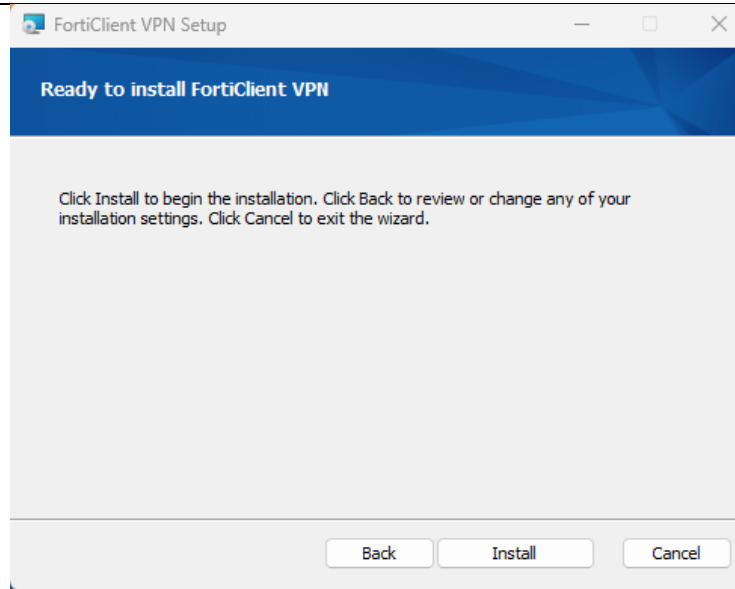 FortiClient VPN Setup
Ready to install FortiClient VPN
Click Install to begin the installation. Click Back to review or change any of your
installation settings. Click Cancel to exit the wizard.
Back Install Cancel